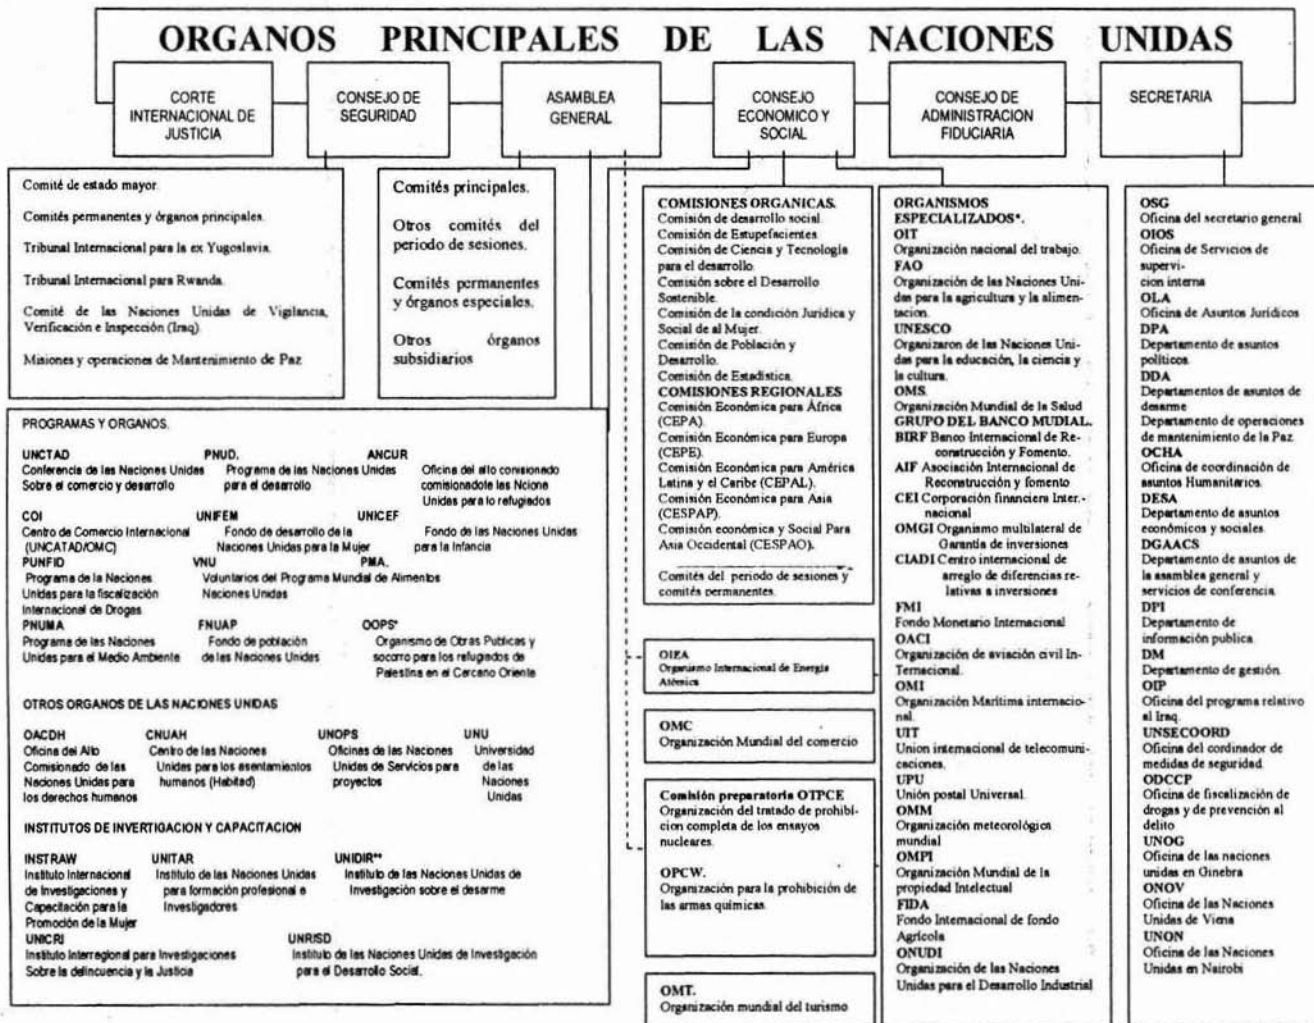 ORGANOS PRINCIPALES DE LAS NACIONES UNIDAS
CORTE
INTERNACIONAL DE
JUSTICIA
CONSEJO DE
SEGURIDAD
ASAMBLEA
GENERAL
CONSEJO
ECONOMICO Y
SOCIAL
CONSEJO DE
ADMINISTRACION
FIDUCIARIA
SECRETARIA
Comité de estado mayor.
Comités permanentes y órganos principales.
Tribunal Internacional para la ex Yugoslavia.
Tribunal Internacional para Rwanda.
Comité de las Naciones Unidas de Vigilancia,
Verificación e Inspección (Iraq)
Misiones y operaciones de Mantenimiento de Paz
Comités principales.
Otros comités del
periodo de sesiones.
Comités permanentes
y órganos especiales.
Otros órganos
subsidiarios
PROGRAMAS Y ORGANOS.
UNCTAD PNUD. ANCUR
Conferencia de las Naciones Unidas Programa de las Naciones Unidas Oficina del alto comisionado
Sobre el comercio y desarrollo para el desarrollo comisionadote las Ncione
Unidas para lo refugiados
COI UNIFEM UNICEF
Centro de Comercio Internacional Fondo de desarrollo de la Fondo de las Naciones Unidas
(UNCATAD/OMC) Naciones Unidas para la Mujer para la Infancia
PUNFID VNU PMA.
Programa de la Naciones Voluntarios del Programa Mundial de Alimentos
Unidas para la fiscalización Naciones Unidas
Internacional de Drogas
PNUMA FNUAP OOPS*
Programa de las Naciones Fondo de población Organismo de Obras Publicas y
Unidas para el Medio Ambiente de las Naciones Unidas socorro para los refugiados de
Palestina en el Cercano Oriente
OTROS ORGANOS DE LAS NACIONES UNIDAS
OACDH CNUAH UNOPS UNU
Oficina del Alto Centro de las Naciones Oficinas de las Naciones Universidad
Comisionado de las Unidas para los asentamientos Unidas de Servicios para de las
Naciones Unidas para humanos (Habitad) proyectos Naciones
los derechos humanos Unidas
INSTITUTOS DE INVERTIGACION Y CAPACITACION
INSTRAW UNITAR UNIDIR**
Instituto Internacional Instituto de las Naciones Unidas Instituto de las Naciones Unidas de
de Investigaciones y para formación profesional e Investigación sobre el desarme
Capacitación para la Investigadores
Promoción de la Mujer
UNICRI UNRISD
Instituto Interregional para Investigaciones Instituto de las Naciones Unidas de Investigación
Sobre la delincuencia y la Justicia para el Desarrollo Social.
COMISIONES ORGANICAS.
Comisión de desarrollo social.
Comisión de Estupefacientes.
Comisión de Ciencia y Tecnología
para el desarrollo.
Comisión sobre el Desarrollo
Sostenible.
Comisión de la condición Jurídica y
Social de al Mujer.
Comisión de Población y
Desarrollo.
Comisión de Estadística.
COMISIONES REGIONALES
Comisión Económica para África
(CEPA).
Comisión Económica para Europa
(CEPE).
Comisión Económica para América
Latina y el Caribe (CEPAL).
Comisión Económica para Asia
(CESPAP).
Comisión económica y Social Para
Asia Occidental (CESPAO).
Comités del periodo de sesiones y
comités permanentes.
OIEA
Organismo Internacional de Energía
Atómica
OMC
Organización Mundial del comercio
Comisión preparatoria OTPCE
Organización del tratado de prohibi-
cion completa de los ensayos
nucleares.
OPCW.
Organización para la prohibición de
las armas químicas.
OMT.
Organización mundial del turismo
ORGANISMOS
ESPECIALIZADOS*.
OIT
Organización nacional del trabajo.
FAO
Organización de las Naciones Uni-
das para la agricultura y la alimen-
tacion.
UNESCO
Organizaron de las Naciones Uni-
das para la educación, la ciencia y
la cultura.
OMS.
Organización Mundial de la Salud
GRUPO DEL BANCO MUDIAL.
BIRF Banco Internacional de Re-
construcción y Fomento.
AIF Asociación Internacional de
Reconstrucción y fomento
CEI Corporación financiera Inter.-
nacional
OMGI Organismo multilateral de
Garantía de inversiones
CIADI Centro internacional de
arreglo de diferencias re-
lativas a inversiones
FMI
Fondo Monetario Internacional
OACI
Organización de aviación civil In-
Ternacional.
OMI
Organización Marítima internacio-
nal.
UIT
Union internacional de telecomuni-
caciones.
UPU
Unión postal Universal.
OMM
Organización meteorológica
mundial
OMPI
Organización Mundial de la
propiedad Intelectual
FIDA
Fondo Internacional de fondo
Agrícola
ONUDI
Organización de las Naciones
Unidas para el Desarrollo Industrial
OSG
Oficina del secretario general
OIOS
Oficina de Servicios de
supervi-
cion interna
OLA
Oficina de Asuntos Jurídicos
DPA
Departamento de asuntos
políticos.
DDA
Departamentos de asuntos de
desarme
Departamento de operaciones
de mantenimiento de la Paz
OCHA
Oficina de coordinación de
asuntos Humanitarios.
DESA
Departamento de asuntos
económicos y sociales.
DGAACS
Departamento de asuntos de
la asamblea general y
servicios de conferencia
DPI
Departamento de
información publica.
DM
Departamento de gestión.
OIP
Oficina del programa relativo
al Iraq.
UNSECOORD
Oficina del cordinador de
medidas de seguridad.
ODCCP
Oficina de fiscalización de
drogas y de prevención al
delito
UNOG
Oficina de las naciones
unidas en Ginebra
ONOV
Oficina de las Naciones
Unidas de Viena
UNON
Oficina de las Naciones
Unidas en Nairobi